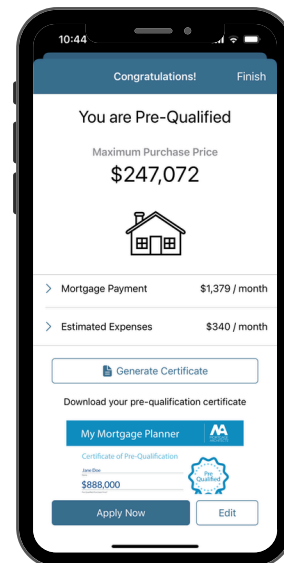 10:44
Congratulations! Finish
You are Pre-Qualified
Maximum Purchase Price
$247,072
Mortgage Payment $1,379 / month
Estimated Expenses $340 / month
Generate Certificate
Download your pre-qualification certificate
My Mortgage Planner
Certificate of Pre-Qualification
Jane Doe
Pre
Qualified
$888,000
Apply Now Edit